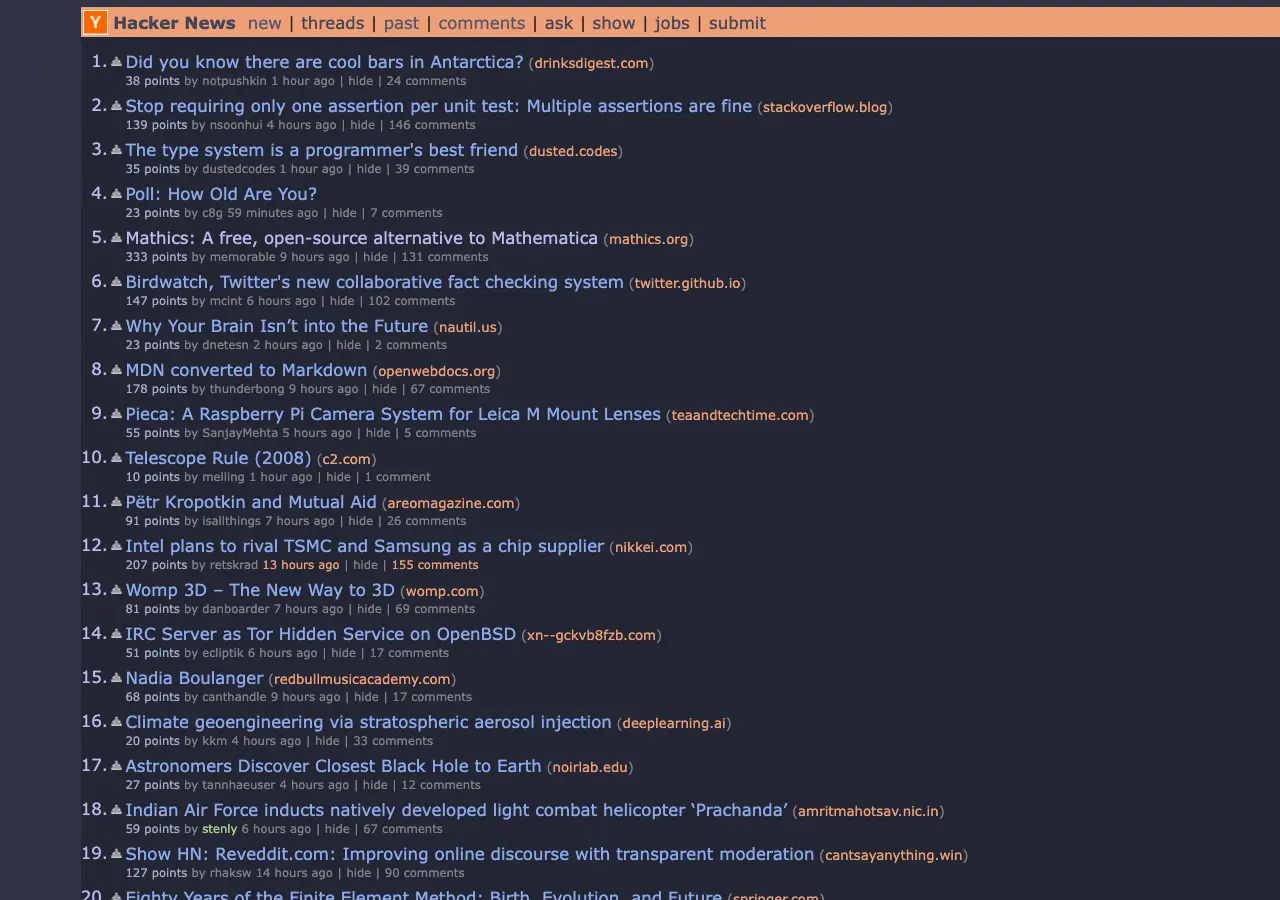 Y Hacker News new | threads | past | comments | ask | show | jobs | submit
1. Did you know there are cool bars in Antarctica? (drinksdigest.com)
38 points by notpushkin 1 hour ago | hide | 24 comments
2. Stop requiring only one assertion per unit test: Multiple assertions are fine (stackoverflow.blog)
139 points by nsoonhui 4 hours ago | hide | 146 comments
3. The type system is a programmer's best friend (dusted.codes)
35 points by dustedcodes 1 hour ago | hide | 39 comments
4. Poll: How Old Are You?
23 points by c8g 59 minutes ago | hide | 7 comments
5. Mathics: A free, open-source alternative to Mathematica (mathics.org)
333 points by memorable 9 hours ago | hide | 131 comments
6. Birdwatch, Twitter's new collaborative fact checking system (twitter.github.io)
147 points by mcint 6 hours ago | hide | 102 comments
7. Why Your Brain Isn’t into the Future (nautil.us)
23 points by dnetesn 2 hours ago | hide | 2 comments
8. MDN converted to Markdown (openwebdocs.org)
178 points by thunderbong 9 hours ago | hide | 67 comments
9. Pieca: A Raspberry Pi Camera System for Leica M Mount Lenses (teaandtechtime.com)
55 points by SanjayMehta 5 hours ago | hide | 5 comments
10. Telescope Rule (2008) (c2.com)
10 points by melling 1 hour ago | hide | 1 comment
11. Pëtr Kropotkin and Mutual Aid (areomagazine.com)
91 points by isallthings 7 hours ago | hide | 26 comments
12. Intel plans to rival TSMC and Samsung as a chip supplier (nikkei.com)
207 points by retskrad 13 hours ago | hide | 155 comments
13. Womp 3D – The New Way to 3D (womp.com)
81 points by danboarder 7 hours ago | hide | 69 comments
14. IRC Server as Tor Hidden Service on OpenBSD (xn--gckvb8fzb.com)
51 points by ecliptik 6 hours ago | hide | 17 comments
15. Nadia Boulanger (redbullmusicacademy.com)
68 points by canthandle 9 hours ago | hide | 17 comments
16. Climate geoengineering via stratospheric aerosol injection (deeplearning.ai)
20 points by kkm 4 hours ago | hide | 33 comments
17. Astronomers Discover Closest Black Hole to Earth (noirlab.edu)
27 points by tannhaeuser 4 hours ago | hide | 12 comments
18. Indian Air Force inducts natively developed light combat helicopter ‘Prachanda’ (amritmahotsav.nic.in)
59 points by stenly 6 hours ago | hide | 67 comments
19. Show HN: Reveddit.com: Improving online discourse with transparent moderation (cantsayanything.win)
127 points by rhaksw 14 hours ago | hide | 90 comments
20. Eighty Years of the Finite Element Method: Birth, Evolution, and Future (springer.com)